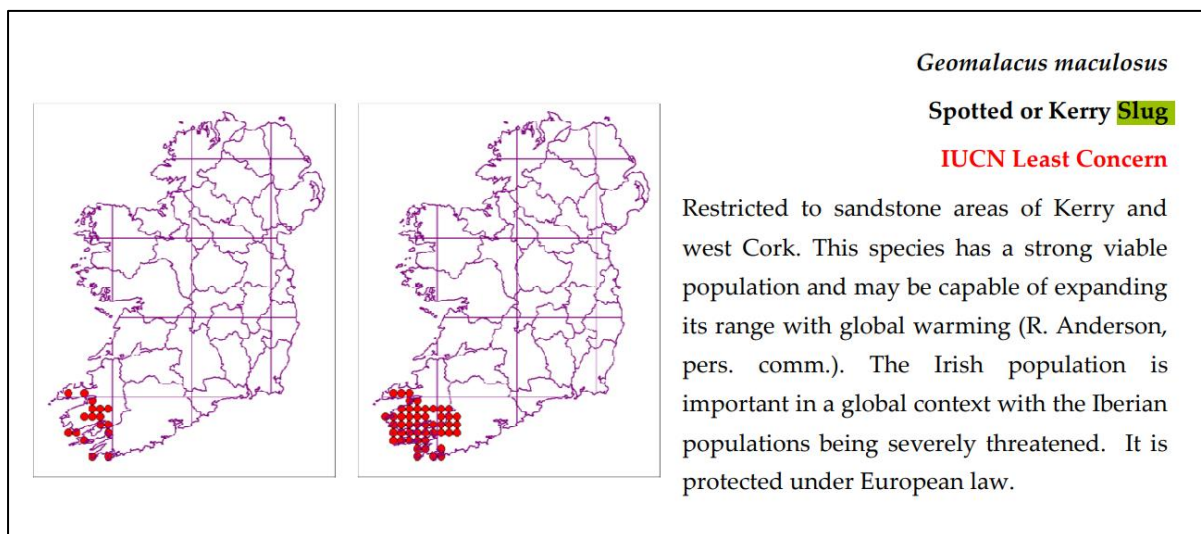 Geomalacus maculosus
Spotted or Kerry Slug
IUCN Least Concern
Restricted to sandstone areas of Kerry and
west Cork. This species has a strong viable
population and may be capable of expanding
its range with global warming (R. Anderson,
pers. comm.). The Irish population is
important in a global context with the Iberian
populations being severely threatened. It is
protected under European law.